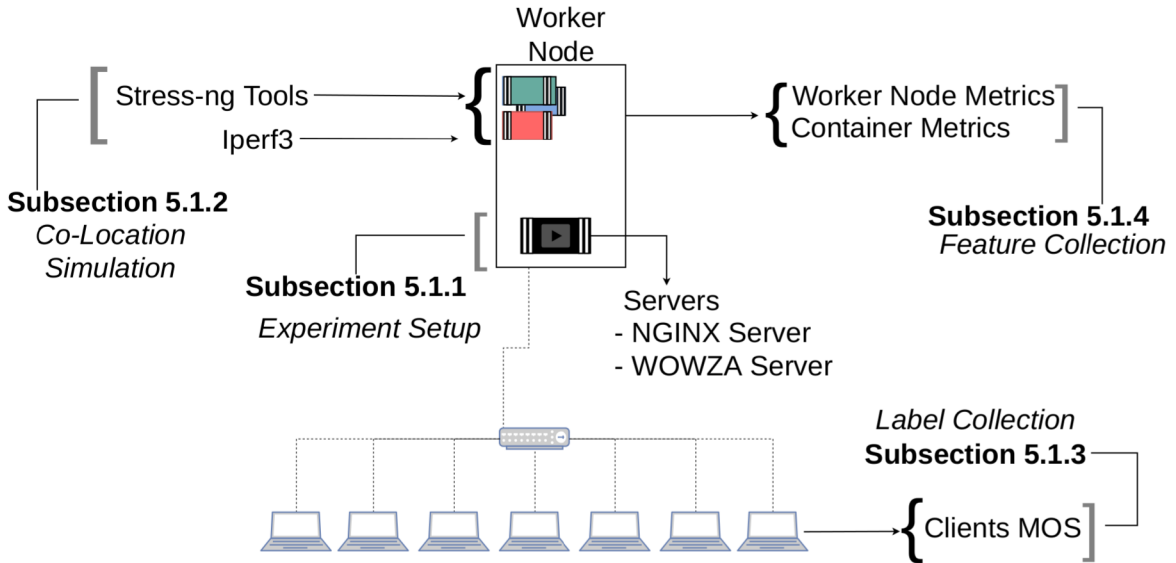 Worker
Node
Stress-ng Tools
Iperf3
Worker Node Metrics
Container Metrics
Subsection 5.1.2
Co-Location
Simulation
Subsection 5.1.4
Feature Collection
Subsection 5.1.1
Experiment Setup
Servers
- NGINX Server
- WOWZA Server
Label Collection
Subsection 5.1.3
Clients MOS